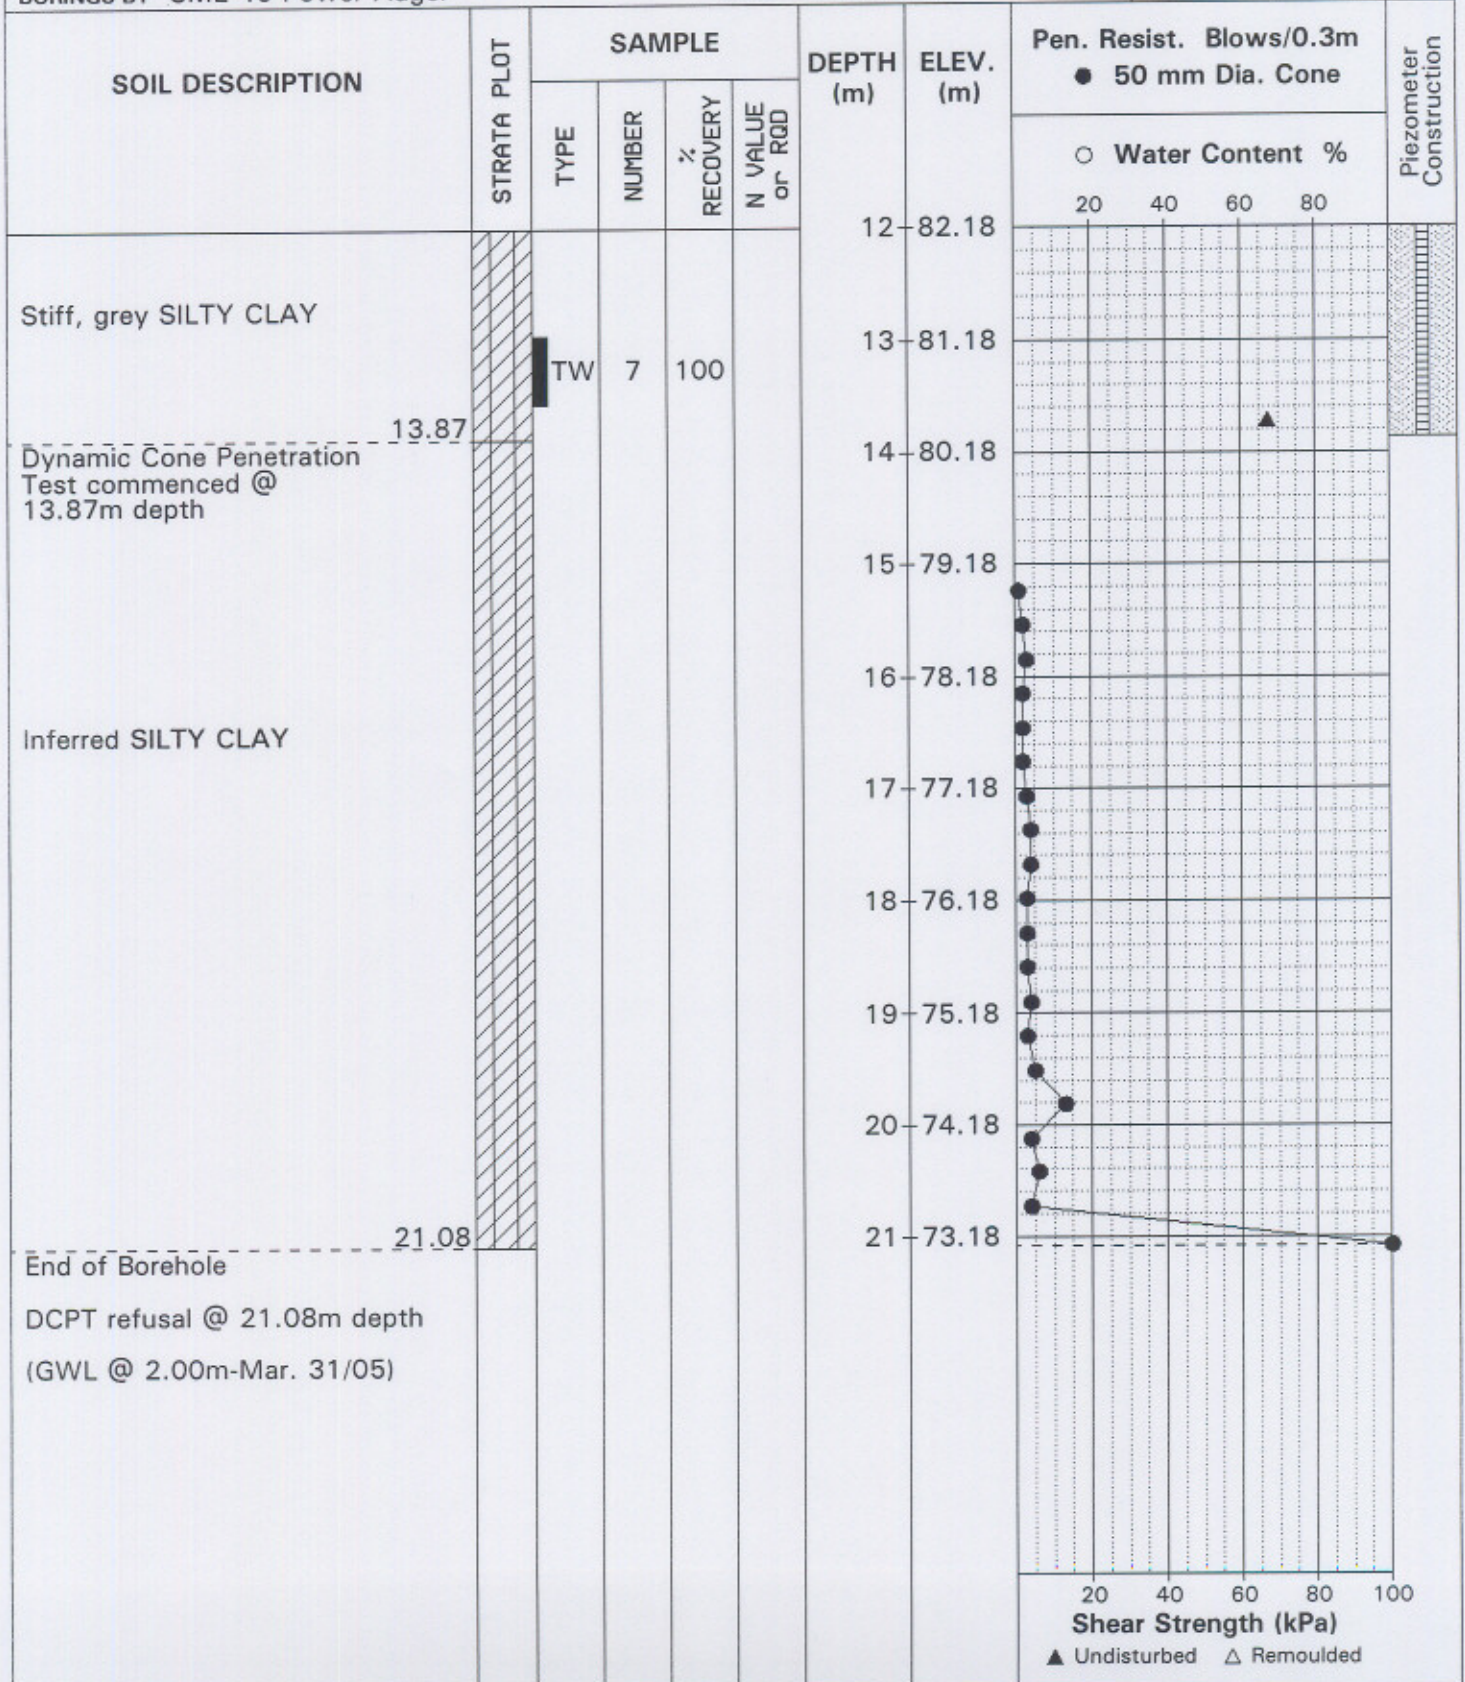 SOIL DESCRIPTION
STRATA PLOT
SAMPLE
TYPE
NUMBER
% RECOVERY
N VALUE or RQD
DEPTH (m)
ELEV. (m)
Pen. Resist. Blows/0.3m
● 50 mm Dia. Cone
○ Water Content %
20 40 60 80
Piezometer Construction
12 82.18
Stiff, grey SILTY CLAY
13 81.18
TW 7 100
13.87
Dynamic Cone Penetration
Test commenced @
13.87m depth
14 80.18
15 79.18
16 78.18
Inferred SILTY CLAY
17 77.18
18 76.18
19 75.18
20 74.18
21 73.18
21.08
End of Borehole
DCPT refusal @ 21.08m depth
(GWL @ 2.00m-Mar. 31/05)
20 40 60 80 100
Shear Strength (kPa)
▲ Undisturbed △ Remoulded